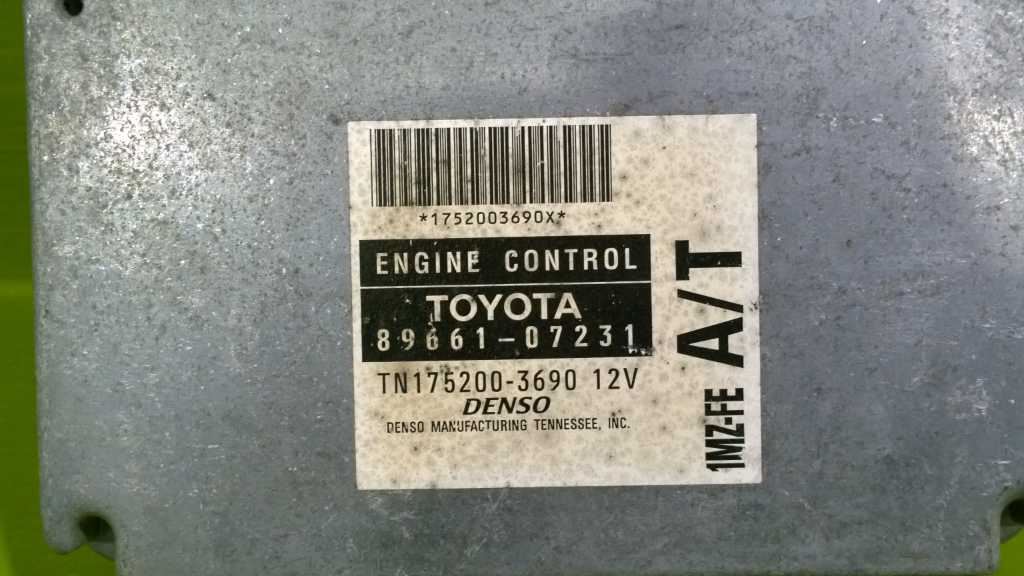 *1752003690X*
ENGINE CONTROL
TOYOTA
89661-07231
TN175200-3690 12V
DENSO
DENSO MANUFACTURING TENNESSEE, INC.
1MZ-FE A/T